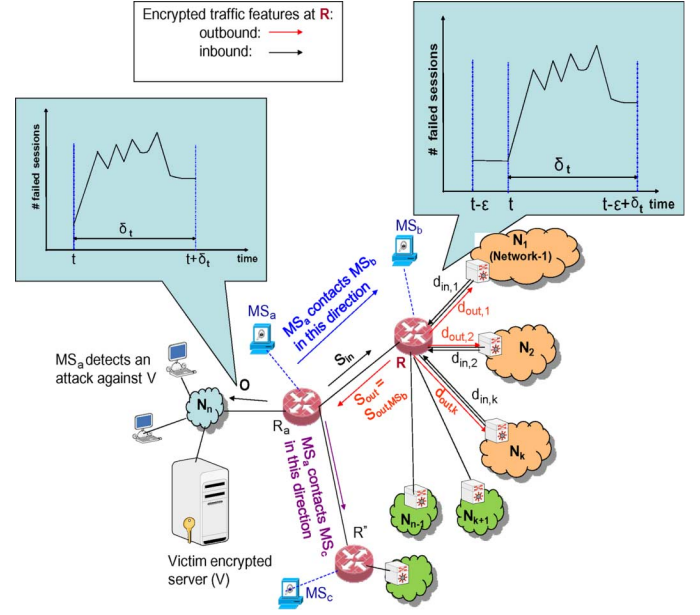 Encrypted traffic features at R:
outbound:
inbound:
# failed sessions
δt
t
t+δt
time
# failed sessions
δt
t-ε
t
t-ε+δt time
MSb
N1
(Network-1)
din,1
dout,1
dout,2
din,2
N2
din,k
dout,k
Nk
MSa
MSa contacts MSb
in this direction
Sin
R
Sout =
Sout,MSb
MSa detects an
attack against V
O
Nn
Ra
MSa contacts MSc
in this direction
Nn-1
Nk+1
R"
Victim encrypted
server (V)
MSc